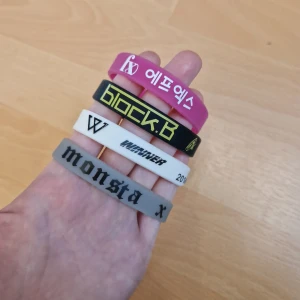 f(x) 에프엑스
block.B
W WINNER 201
monsta x